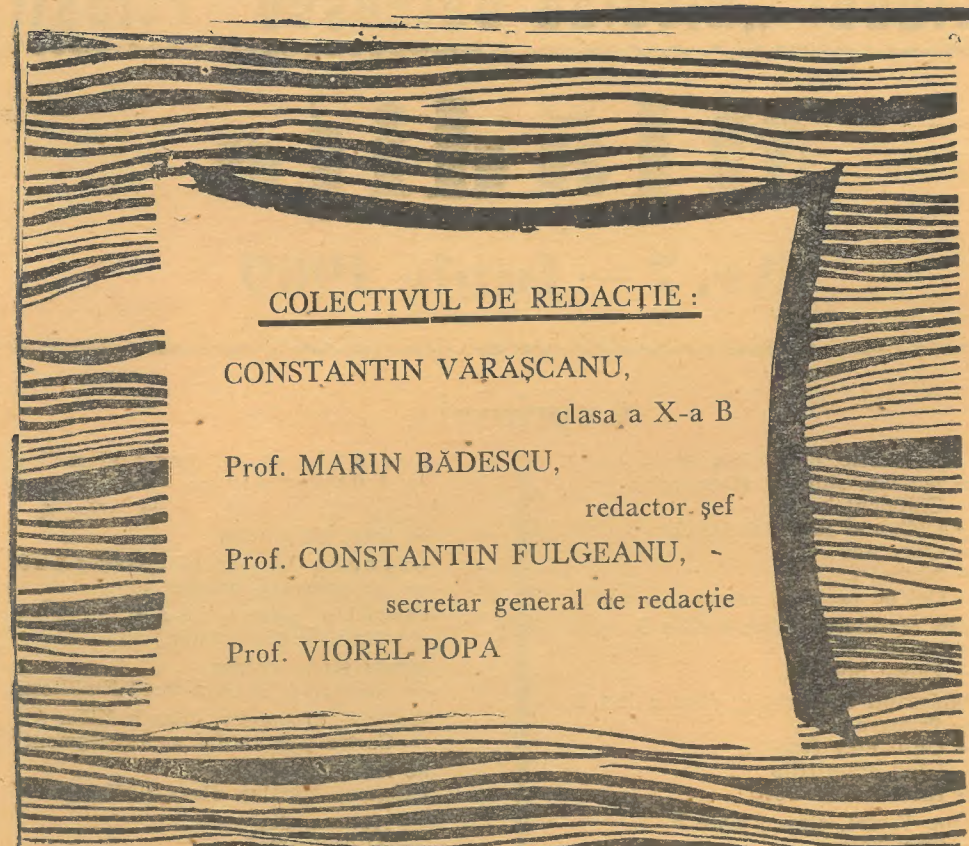 COLECTIVUL DE REDACȚIE :
CONSTANTIN VĂRĂȘCANU,
clasa a X-a B
Prof. MARIN BĂDESCU,
redactor șef
Prof. CONSTANTIN FULGEANU,
secretar general de redacție
Prof. VIOREL POPA